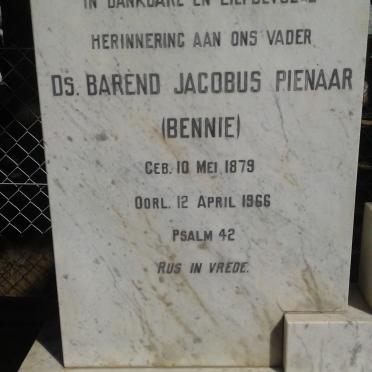 IN DANKBARE EN LIEFDEVOLLE
HERINNERING AAN ONS VADER
DS. BAREND JACOBUS PIENAAR
(BENNIE)
GEB. 10 MEI 1879
OORL. 12 APRIL 1966
PSALM 42
RUS IN VREDE.